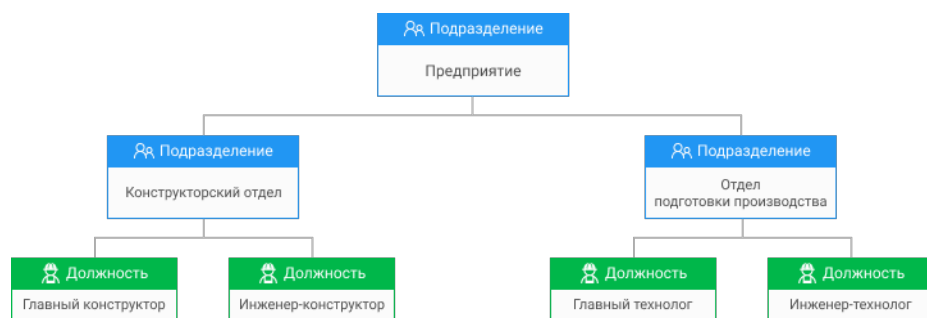 Подразделение
Предприятие
Подразделение
Подразделение
Конструкторский отдел
Отдел
подготовки производства
Должность
Должность
Должность
Должность
Главный конструктор
Инженер-конструктор
Главный технолог
Инженер-технолог